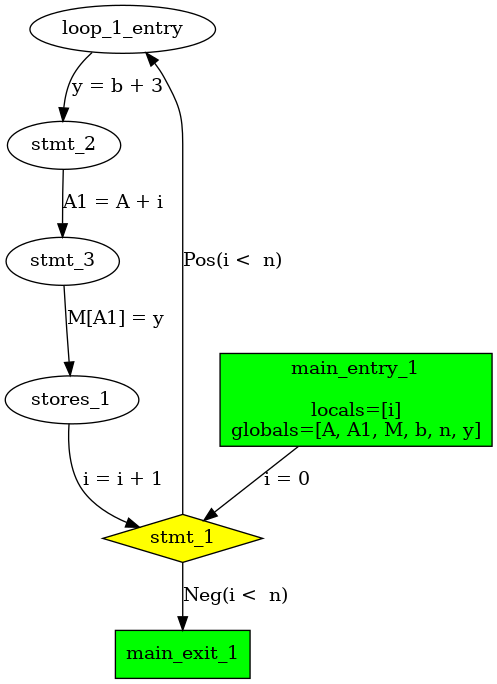 loop_1_entry
y = b + 3
stmt_2
A1 = A + i
stmt_3
Pos(i <  n)
M[A1] = y
main_entry_1
locals=[i]
globals=[A, A1, M, b, n, y]
stores_1
i = i + 1
i = 0
stmt_1
Neg(i <  n)
main_exit_1